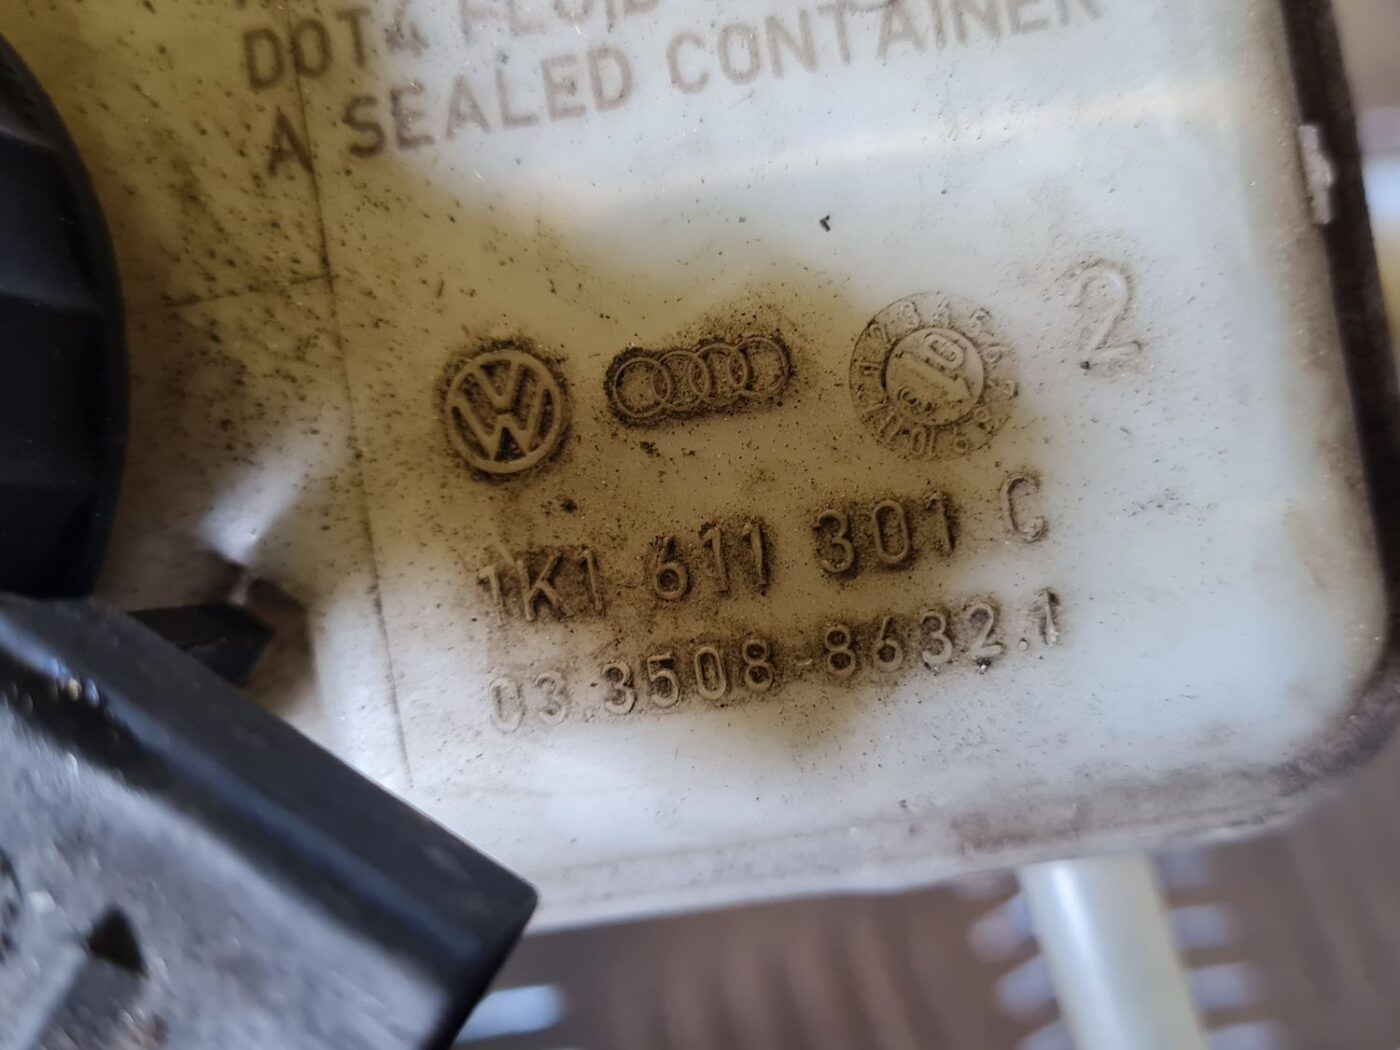 DOT4 FLUID
A SEALED CONTAINER
2
1K1 611 301 C
03.3508-8632.1